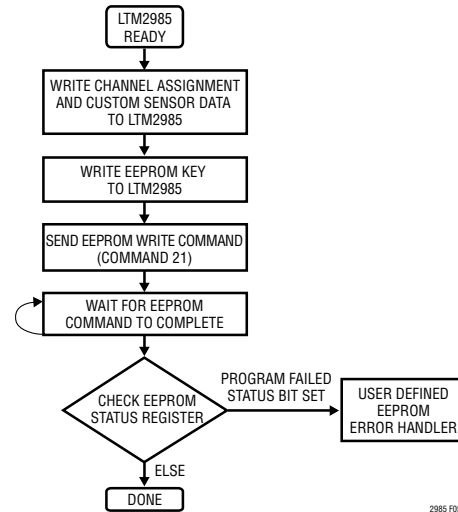 LTM2985
READY
WRITE CHANNEL ASSIGNMENT
AND CUSTOM SENSOR DATA
TO LTM2985
WRITE EEPROM KEY
TO LTM2985
SEND EEPROM WRITE COMMAND
(COMMAND 21)
WAIT FOR EEPROM
COMMAND TO COMPLETE
CHECK EEPROM
STATUS REGISTER
PROGRAM FAILED
STATUS BIT SET
USER DEFINED
EEPROM
ERROR HANDLER
ELSE
DONE
2985 F05